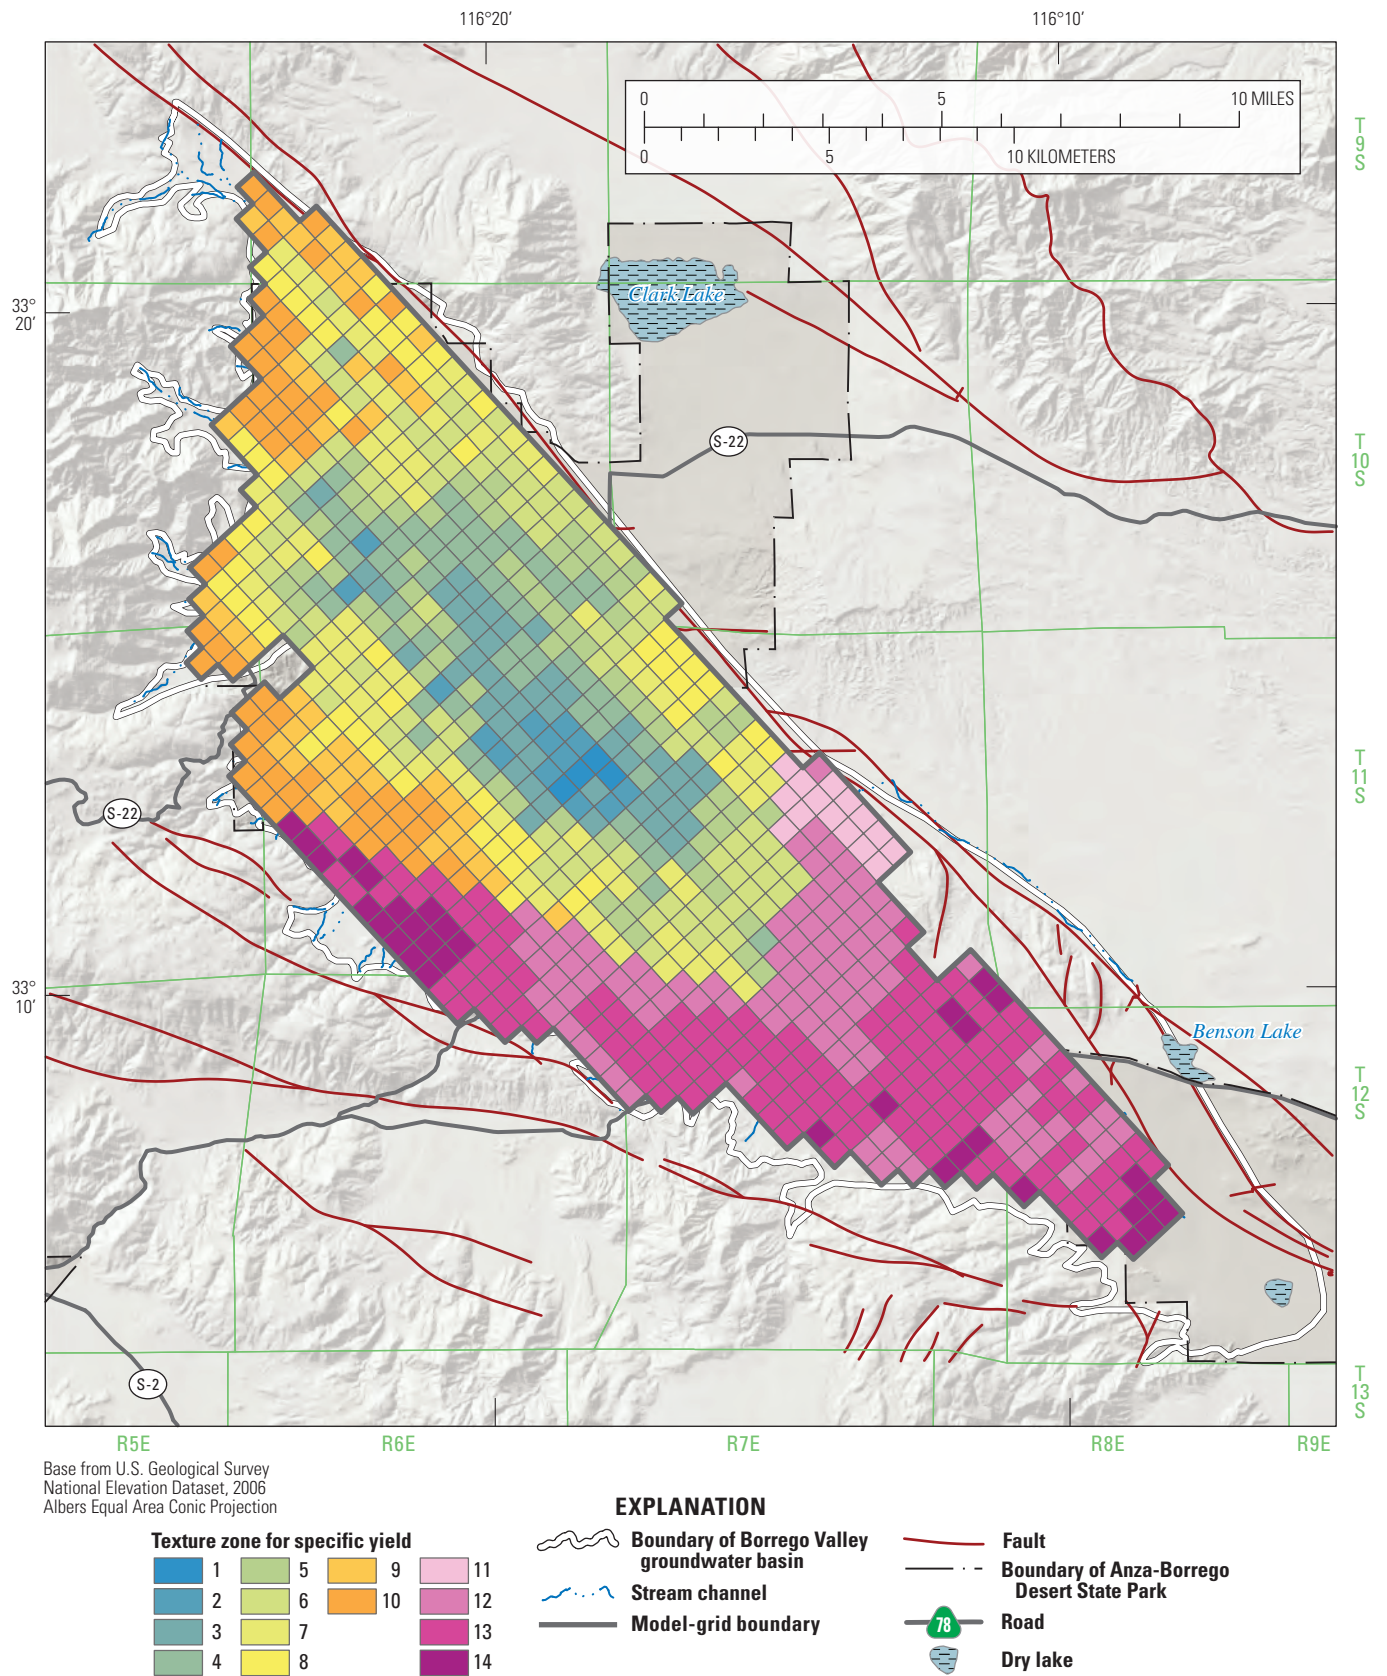 116°20′
116°10′
0 5 10 MILES
0 5 10 KILOMETERS
T
9
S
33°
20′
Clark Lake
S-22
T
10
S
T
11
S
S-22
33°
10′
Benson Lake
T
12
S
S-2
T
13
S
R5E R6E R7E R8E R9E
Base from U.S. Geological Survey
National Elevation Dataset, 2006
Albers Equal Area Conic Projection
EXPLANATION
Texture zone for specific yield
1
2
3
4
5
6
7
8
9
10
11
12
13
14
Boundary of Borrego Valley
groundwater basin
Stream channel
Model-grid boundary
Fault
Boundary of Anza-Borrego
Desert State Park
78
Road
Dry lake